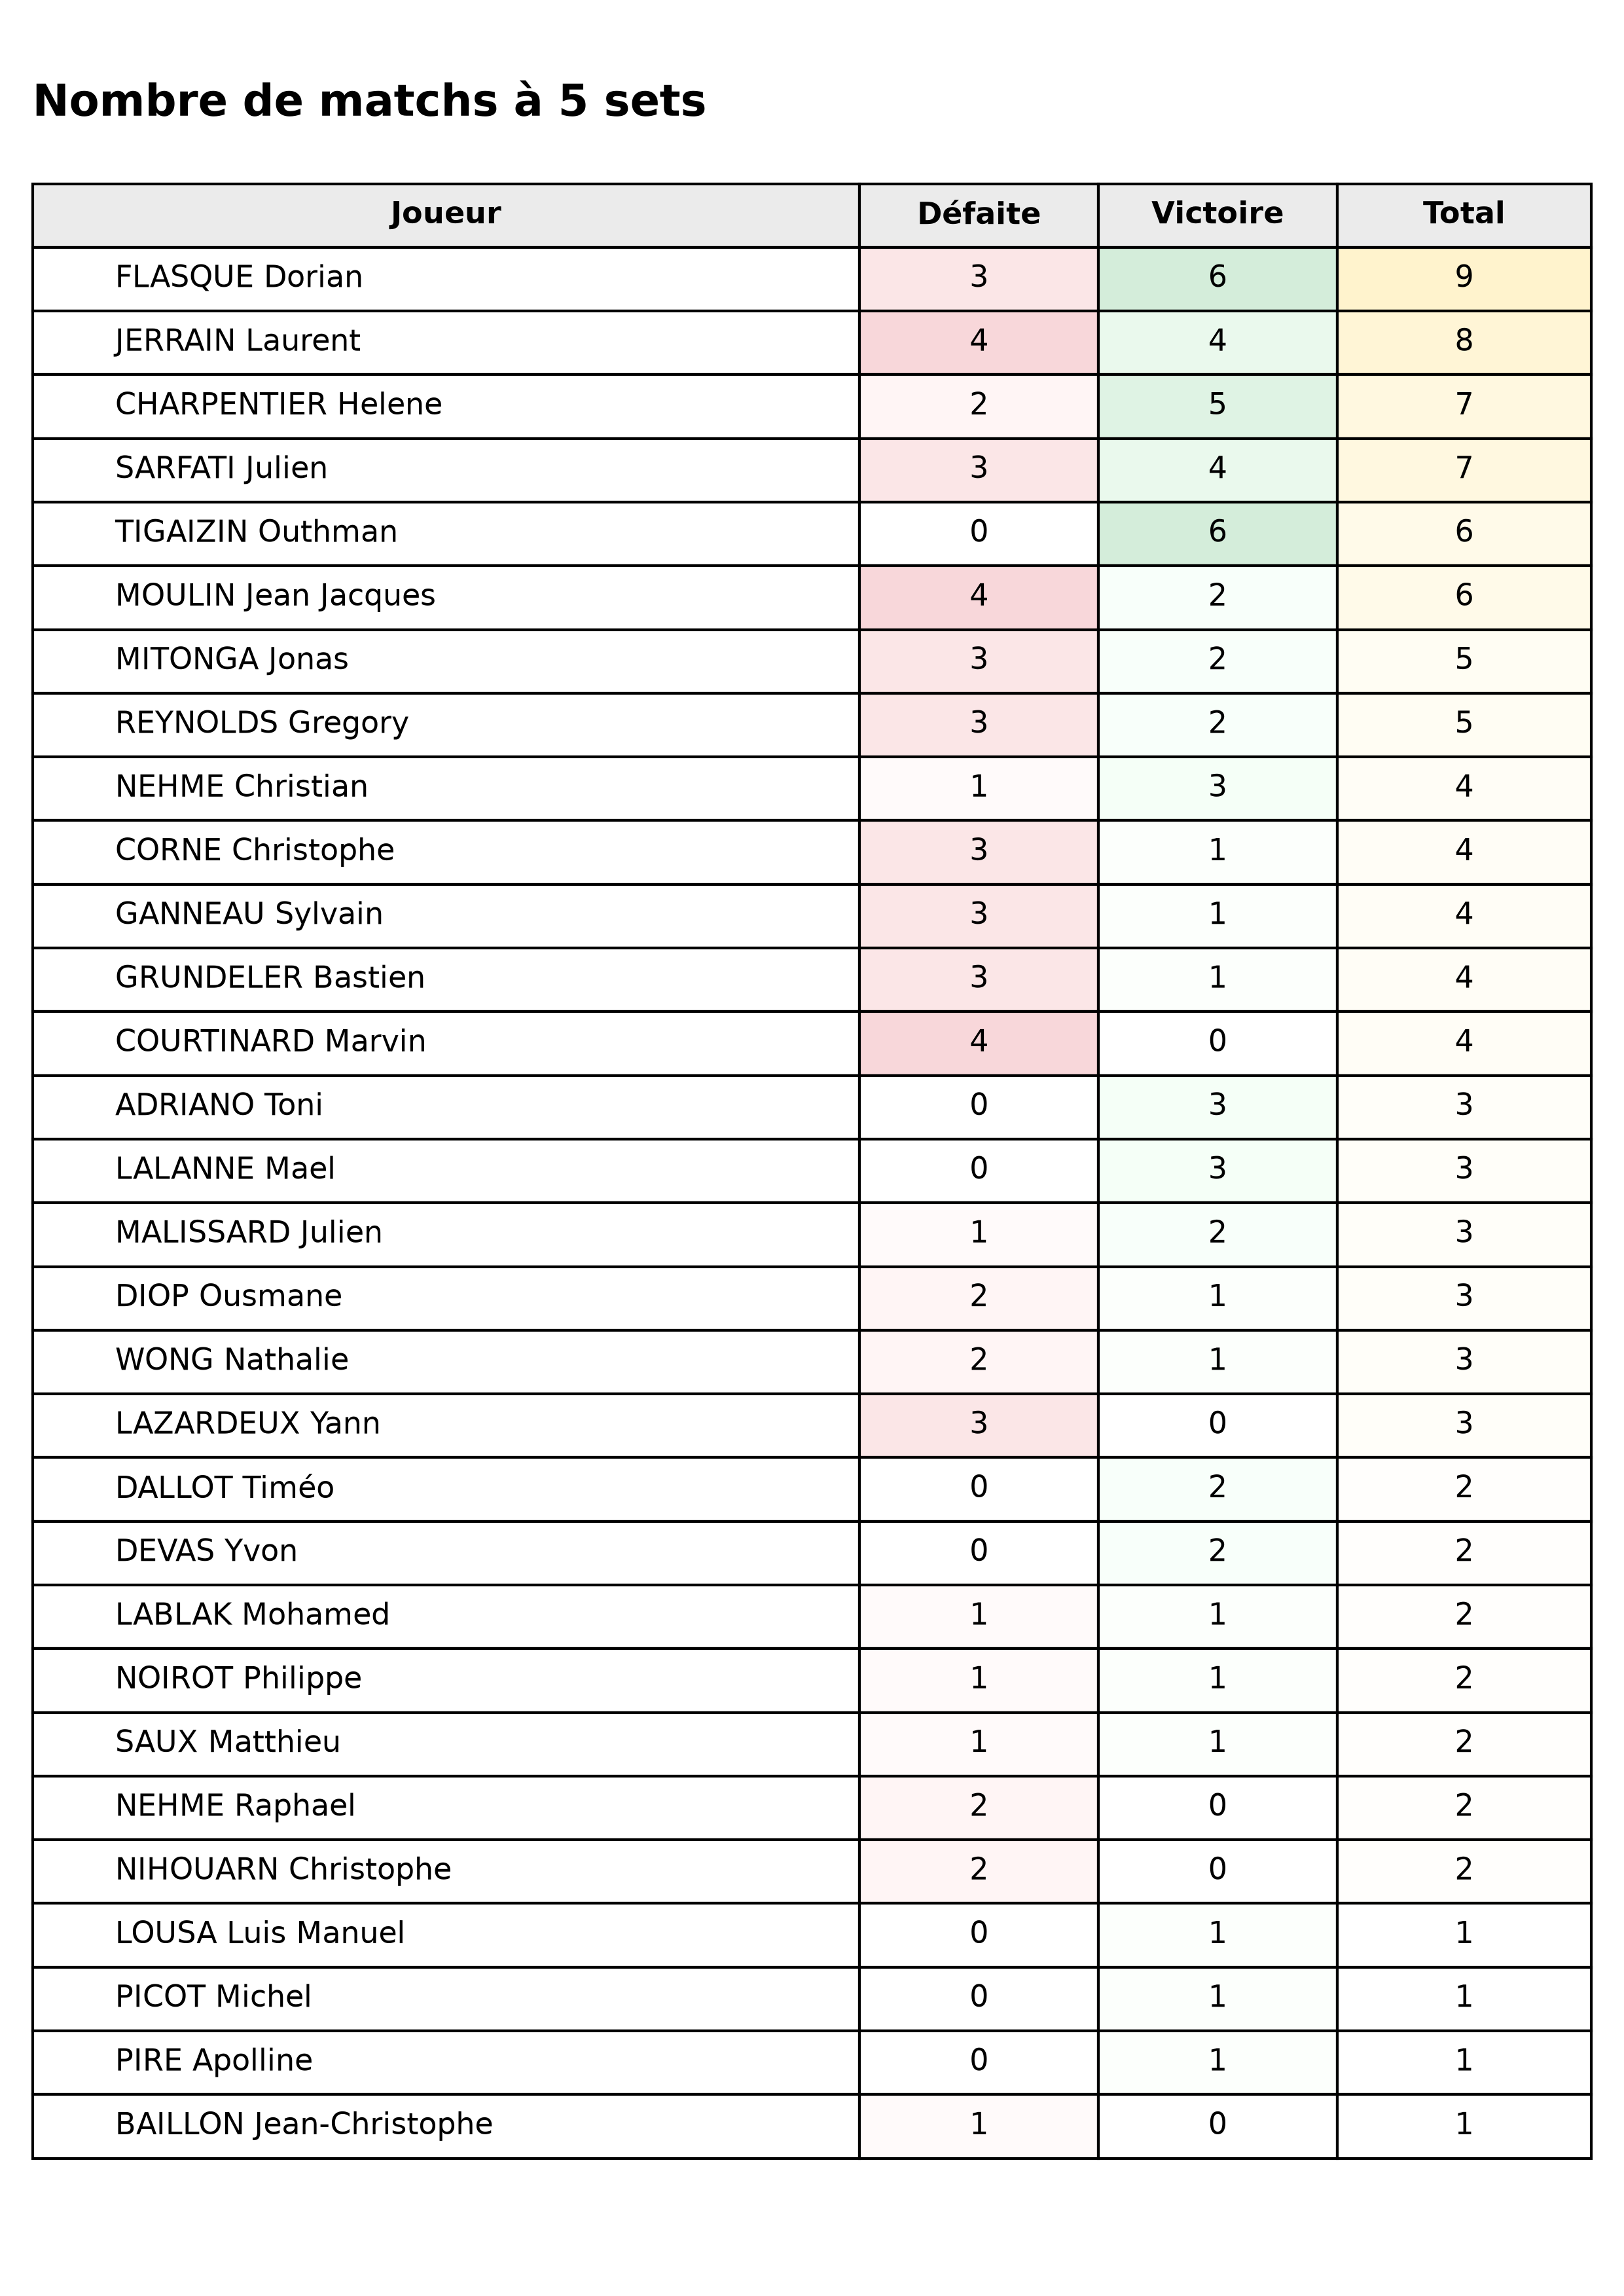 Nombre de matchs à 5 sets
Joueur Défaite Victoire Total
FLASQUE Dorian 3 6 9
JERRAIN Laurent 4 4 8
CHARPENTIER Helene 2 5 7
SARFATI Julien 3 4 7
TIGAIZIN Outhman 0 6 6
MOULIN Jean Jacques 4 2 6
MITONGA Jonas 3 2 5
REYNOLDS Gregory 3 2 5
NEHME Christian 1 3 4
CORNE Christophe 3 1 4
GANNEAU Sylvain 3 1 4
GRUNDELER Bastien 3 1 4
COURTINARD Marvin 4 0 4
ADRIANO Toni 0 3 3
LALANNE Mael 0 3 3
MALISSARD Julien 1 2 3
DIOP Ousmane 2 1 3
WONG Nathalie 2 1 3
LAZARDEUX Yann 3 0 3
DALLOT Timéo 0 2 2
DEVAS Yvon 0 2 2
LABLAK Mohamed 1 1 2
NOIROT Philippe 1 1 2
SAUX Matthieu 1 1 2
NEHME Raphael 2 0 2
NIHOUARN Christophe 2 0 2
LOUSA Luis Manuel 0 1 1
PICOT Michel 0 1 1
PIRE Apolline 0 1 1
BAILLON Jean-Christophe 1 0 1